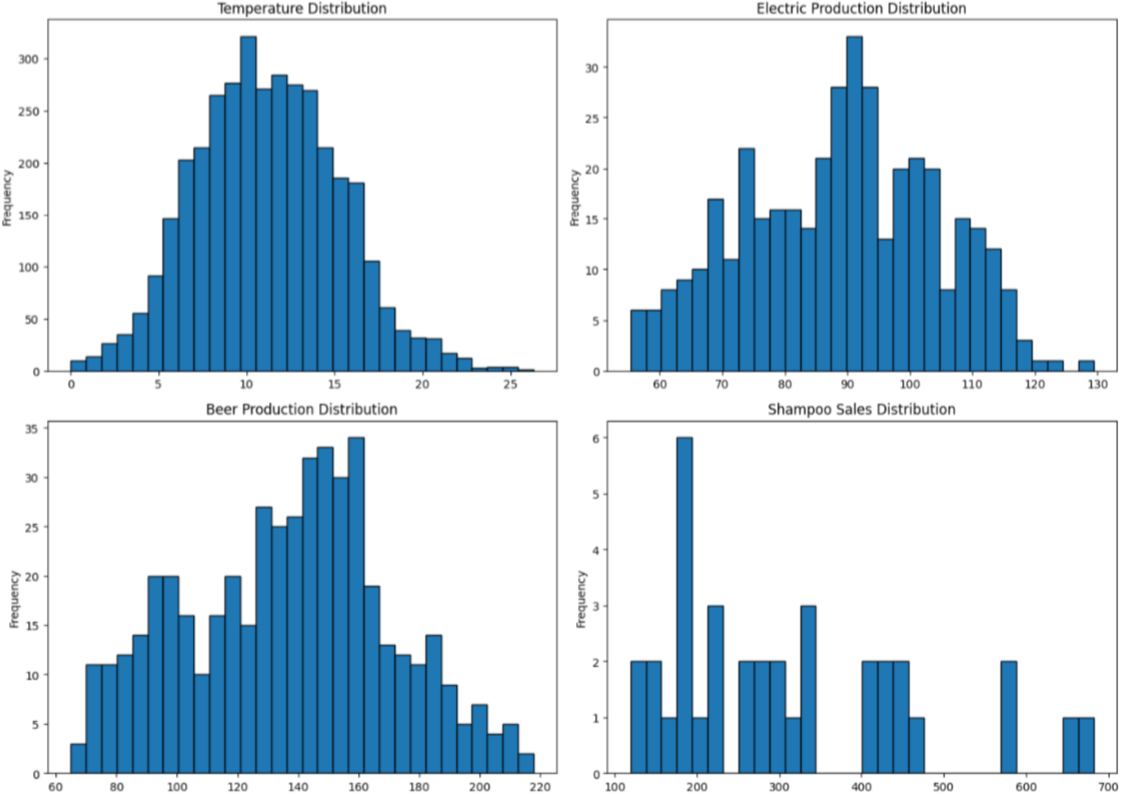 Temperature Distribution
Frequency
300
250
200
150
100
50
0
0 5 10 15 20 25
Electric Production Distribution
Frequency
30
25
20
15
10
5
0
60 70 80 90 100 110 120 130
Beer Production Distribution
Frequency
35
30
25
20
15
10
5
0
60 80 100 120 140 160 180 200 220
Shampoo Sales Distribution
Frequency
6
5
4
3
2
1
0
100 200 300 400 500 600 700